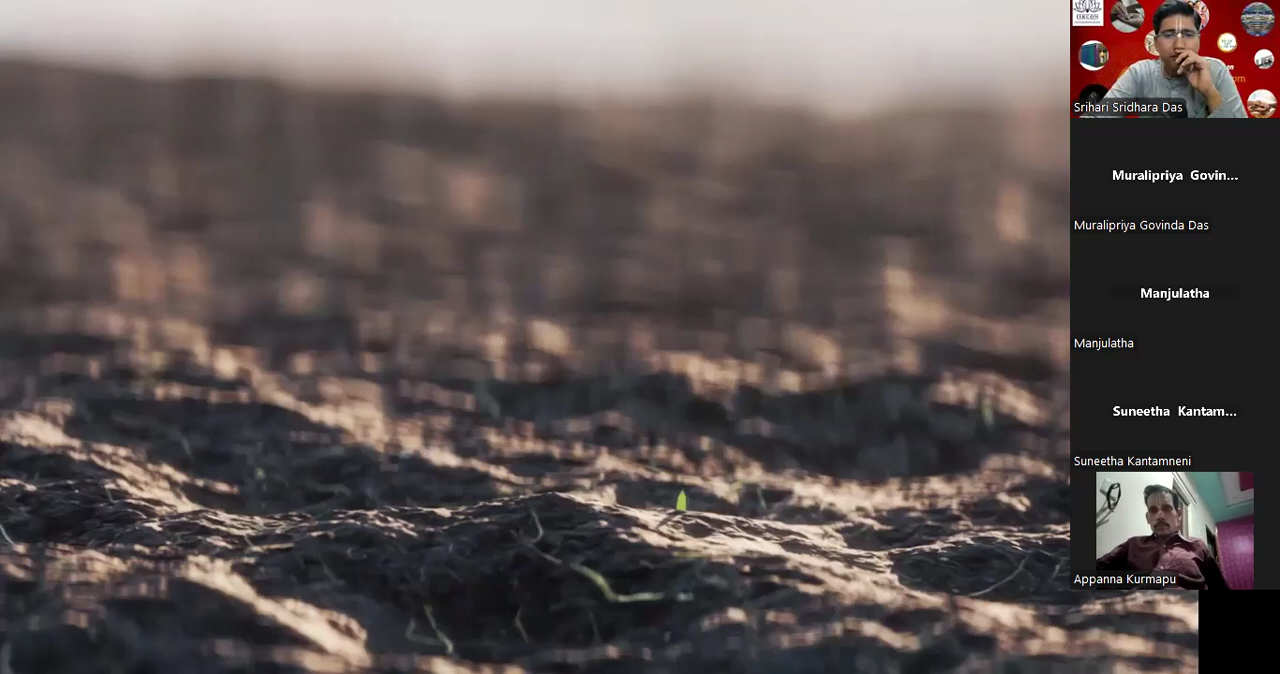 Srihari Sridhara Das
Muralipriya Govin...
Muralipriya Govinda Das
Manjulatha
Manjulatha
Suneetha Kantam...
Suneetha Kantamneni
Appanna Kurmapu